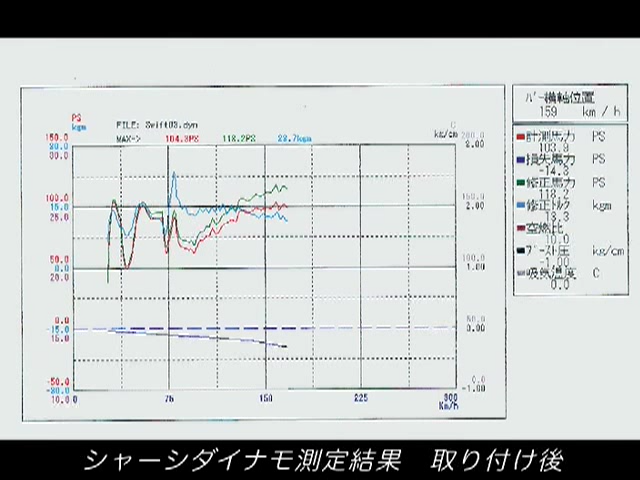 PS
kgm
FILE: Swift03.dyn
MAX-> 104.3PS 118.2PS 22.7kgm
C
kg/cm
150.0
30.0
30.0
200.0
2.00
100.0
15.0
25.0
150.0
2.00
50.0
0.0
20.0
100.0
1.00
0.0
-15.0
15.0
50.0
0.00
-50.0
-30.0
10.0
0.0
-1.00
0 75 150 225 300
Km/h
バー横軸位置
159 km / h
計測馬力 PS
103.9
損失馬力 PS
-14.3
修正馬力 PS
118.2
修正トルク kgm
13.3
空燃比
10.0
ブースト圧 kg/cm
-1.00
吸気温度 C
0.0
シャーシダイナモ測定結果 取り付け後